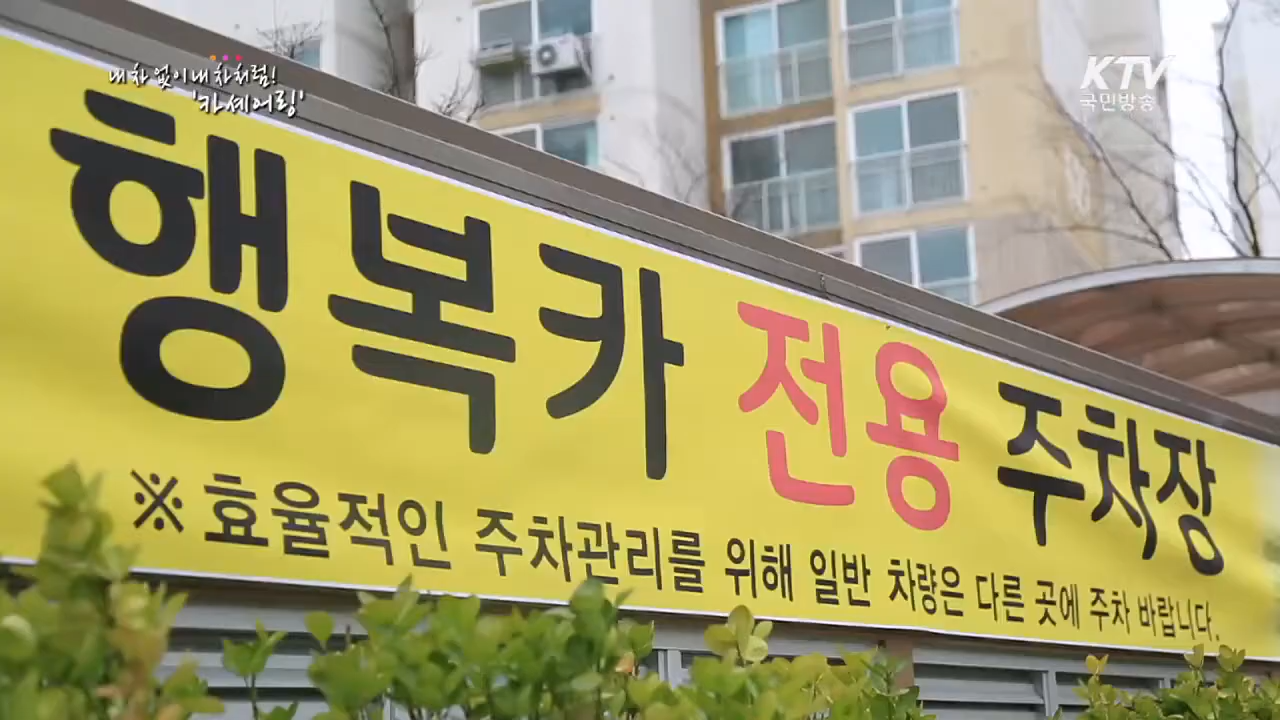 내 차 없이 내 차처럼!
'카셰어링'
KTV
국민방송
행복카 전용 주차장
※ 효율적인 주차관리를 위해 일반 차량은 다른 곳에 주차 바랍니다.